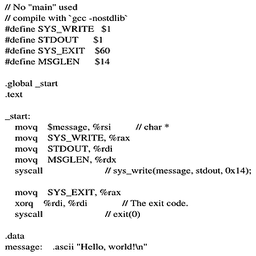 // No "main" used
// compile with `gcc -nostdlib`
#define SYS_WRITE $1
#define STDOUT $1
#define SYS_EXIT $60
#define MSGLEN $14
.global _start
.text
_start:
movq $message, %rsi // char *
movq SYS_WRITE, %rax
movq STDOUT, %rdi
movq MSGLEN, %rdx
syscall // sys_write(message, stdout, 0x14);
movq SYS_EXIT, %rax
xorq %rdi, %rdi // The exit code.
syscall // exit(0)
.data
message: .ascii "Hello, world!\n"